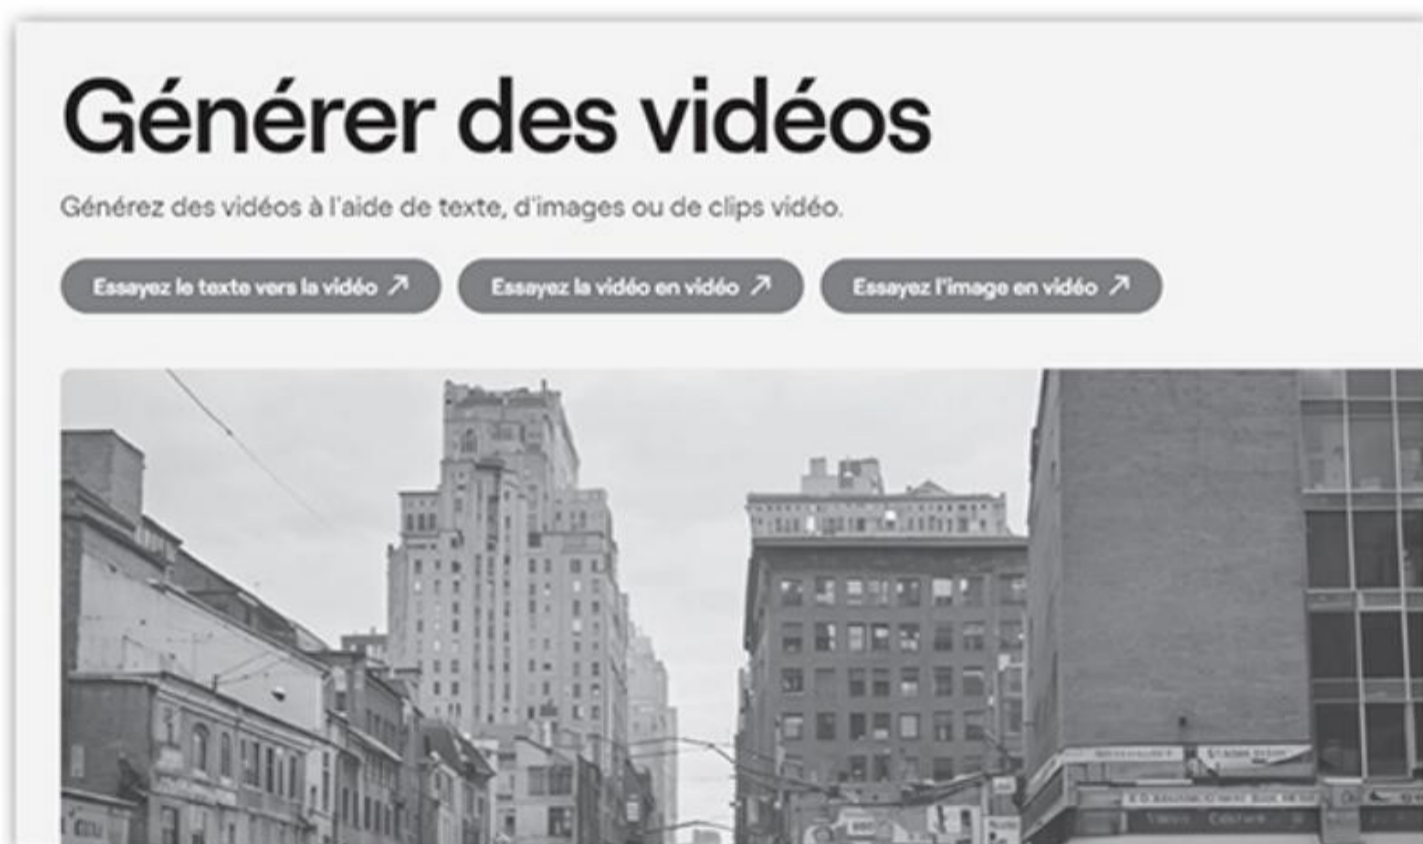 Générer des vidéos
Générez des vidéos à l'aide de texte, d'images ou de clips vidéo.
Essayez le texte vers la vidéo ↗ Essayez la vidéo en vidéo ↗ Essayez l'image en vidéo ↗